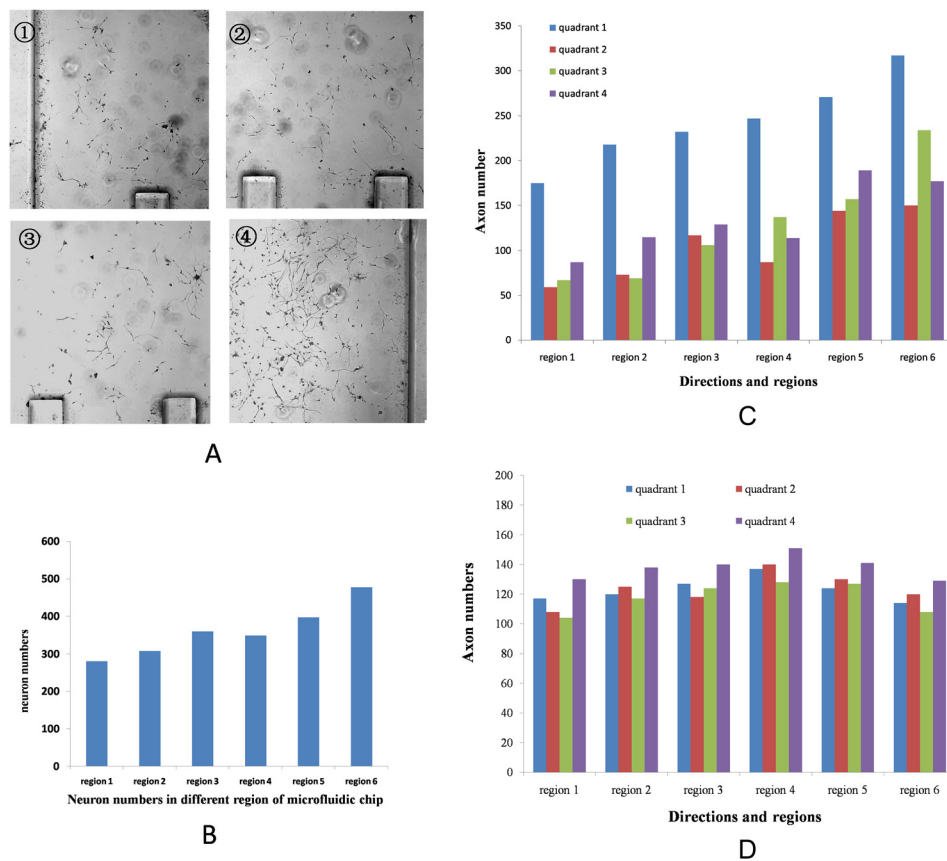 ①
②
③
④
A
600
500
400
300
200
100
0
neuron numbers
region 1 region 2 region 3 region 4 region 5 region 6
Neuron numbers in different region of microfluidic chip
B
350
300
250
200
150
100
50
0
Axon number
quadrant 1
quadrant 2
quadrant 3
quadrant 4
region 1 region 2 region 3 region 4 region 5 region 6
Directions and regions
C
200
180
160
140
120
100
80
60
40
20
0
Axon numbers
quadrant 1 quadrant 2
quadrant 3 quadrant 4
region 1 region 2 region 3 region 4 region 5 region 6
Directions and regions
D